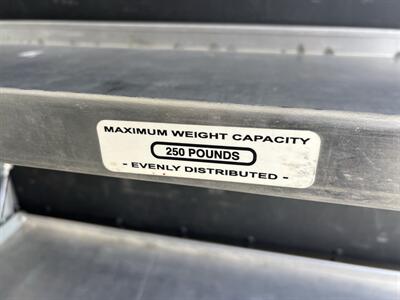 MAXIMUM WEIGHT CAPACITY
250 POUNDS
- EVENLY DISTRIBUTED -